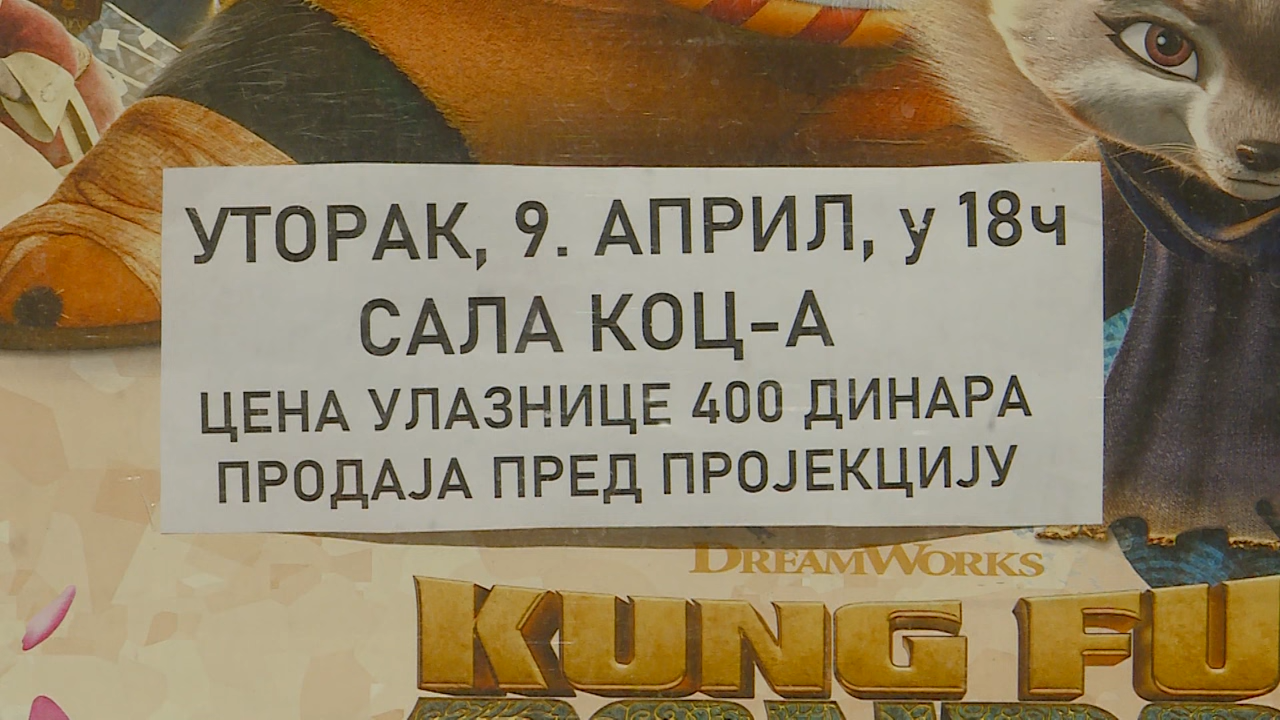 УТОРАК, 9. АПРИЛ, у 18ч
САЛА КОЦ-А
ЦЕНА УЛАЗНИЦЕ 400 ДИНАРА
ПРОДАЈА ПРЕД ПРОЈЕКЦИЈУ
DREAMWORKS
KUNG FU